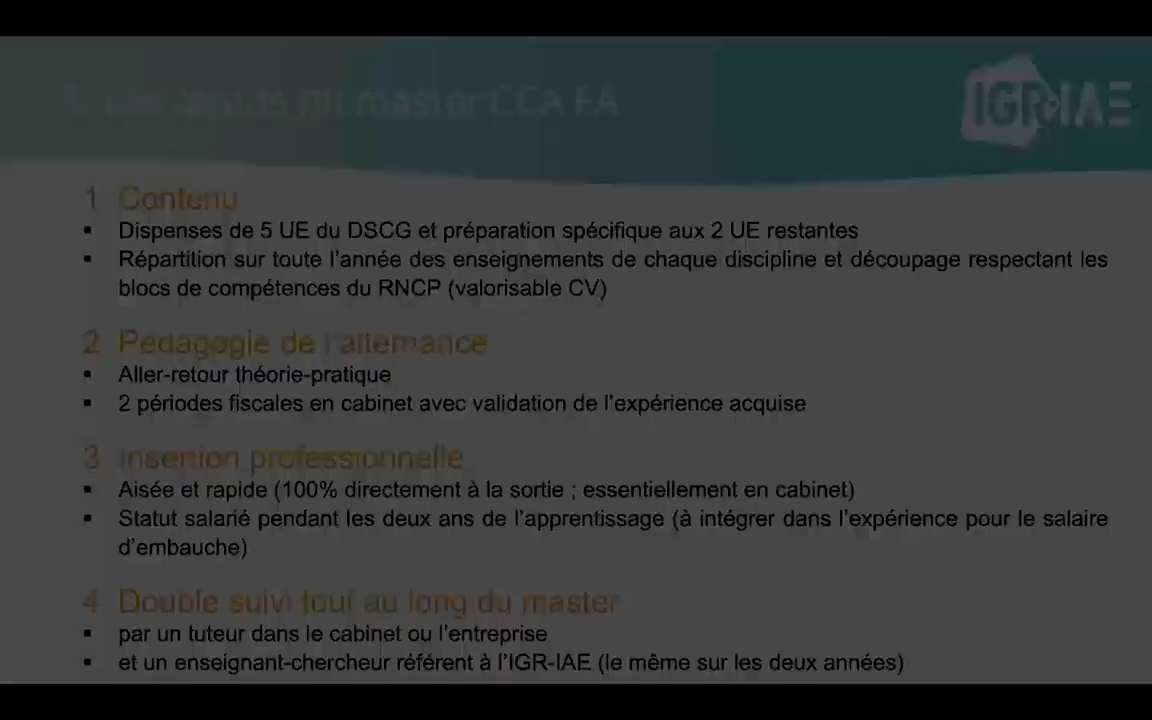 du master CCA FA
IGR-IAE
1 Contenu
▪ Dispenses de 5 UE du DSCG et préparation spécifique aux 2 UE restantes
▪ Répartition sur toute l'année des enseignements de chaque discipline et découpage respectant les
blocs de compétences du RNCP (valorisable CV)
2 Pédagogie de l'alternance
▪ Aller-retour théorie-pratique
▪ 2 périodes fiscales en cabinet avec validation de l'expérience acquise
3 Insertion professionnelle
▪ Aisée et rapide (100% directement à la sortie ; essentiellement en cabinet)
▪ Statut salarié pendant les deux ans de l'apprentissage (à intégrer dans l'expérience pour le salaire
d'embauche)
4 Double suivi tout au long du master
▪ par un tuteur dans le cabinet ou l'entreprise
▪ et un enseignant-chercheur référent à l'IGR-IAE (le même sur les deux années)